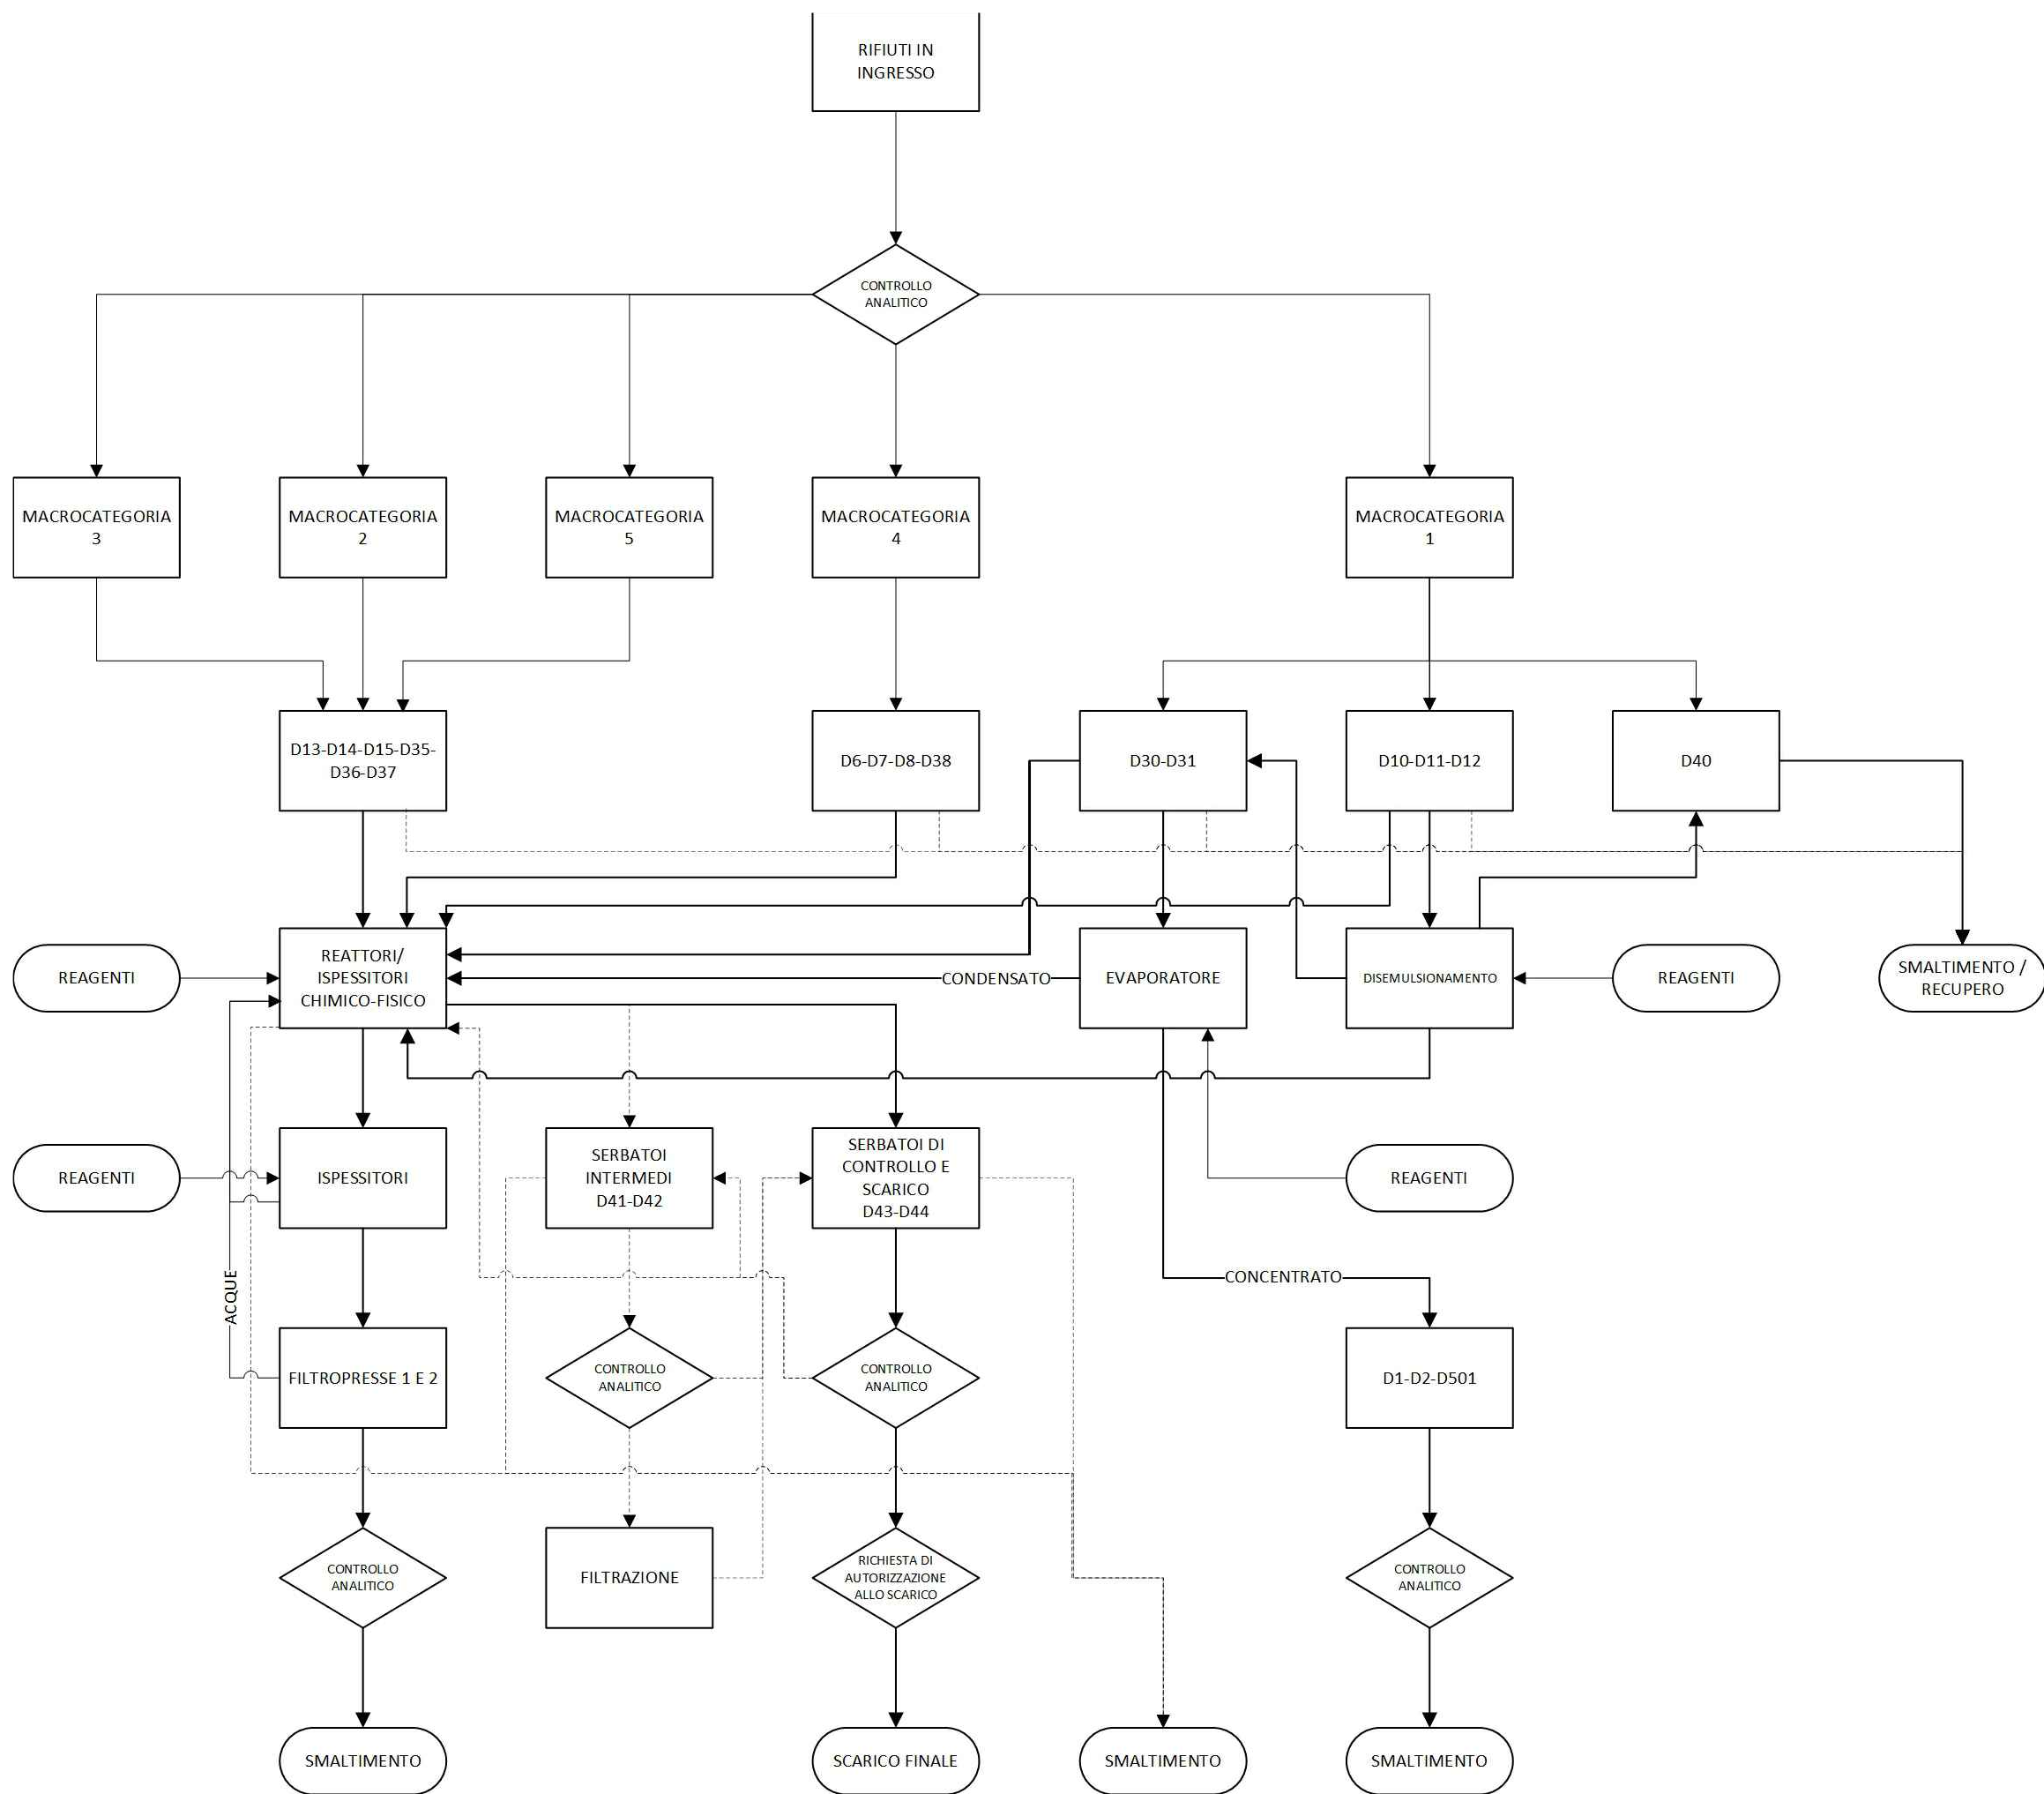 RIFIUTI IN
INGRESSO
CONTROLLO
ANALITICO
MACROCATEGORIA
3
MACROCATEGORIA
2
MACROCATEGORIA
5
MACROCATEGORIA
4
MACROCATEGORIA
1
D13-D14-D15-D35-
D36-D37
D6-D7-D8-D38
D30-D31
D10-D11-D12
D40
REAGENTI
REATTORI/
ISPESSITORI
CHIMICO-FISICO
CONDENSATO
EVAPORATORE
DISEMULSIONAMENTO
REAGENTI
SMALTIMENTO /
RECUPERO
REAGENTI
ISPESSITORI
SERBATOI
INTERMEDI
D41-D42
SERBATOI DI
CONTROLLO E
SCARICO
D43-D44
REAGENTI
ACQUE
CONCENTRATO
FILTROPRESSE 1 E 2
CONTROLLO
ANALITICO
CONTROLLO
ANALITICO
D1-D2-D501
CONTROLLO
ANALITICO
FILTRAZIONE
RICHIESTA DI
AUTORIZZAZIONE
ALLO SCARICO
CONTROLLO
ANALITICO
SMALTIMENTO
SCARICO FINALE
SMALTIMENTO
SMALTIMENTO